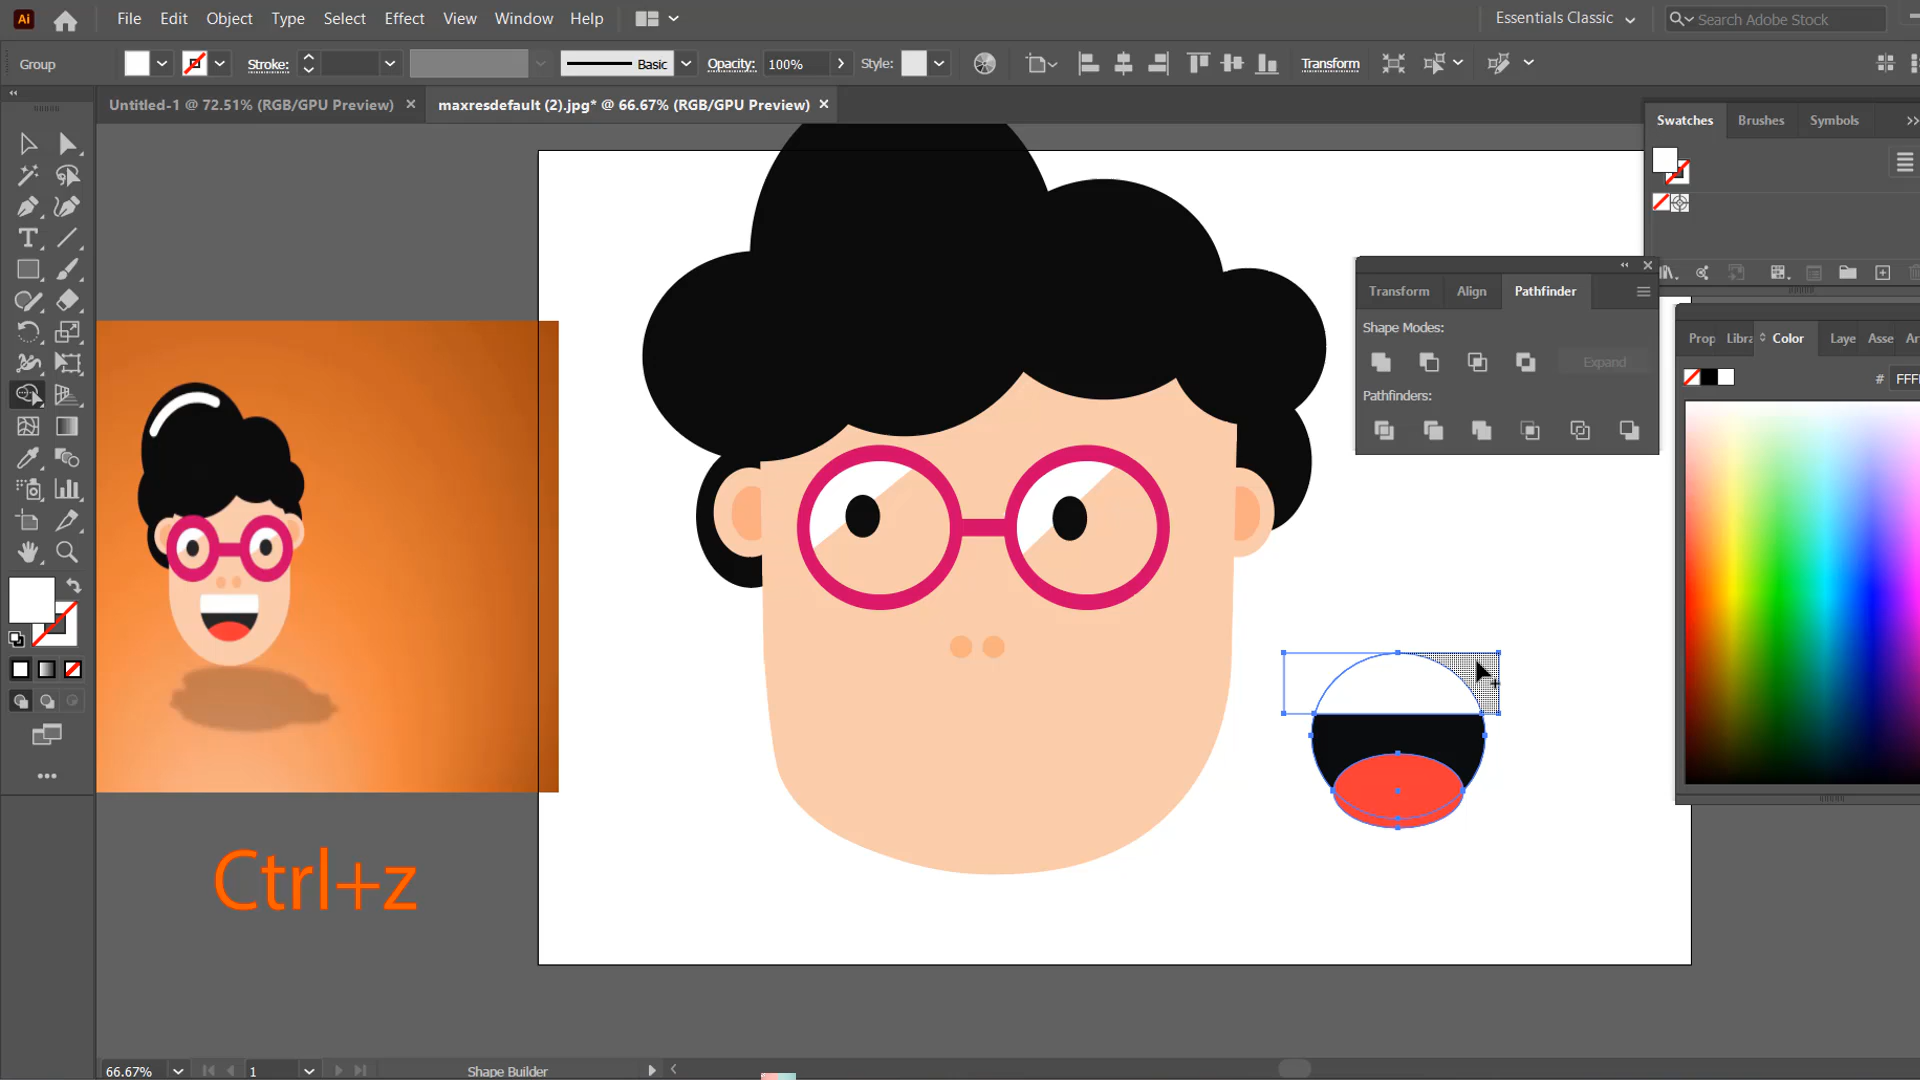 Ai File Edit Object Type Select Effect View Window Help Essentials Classic Search Adobe Stock
Group Stroke: Basic Opacity: 100% Style: Transform
Untitled-1 @ 72.51% (RGB/GPU Preview) × maxresdefault (2).jpg* @ 66.67% (RGB/GPU Preview) ×
Swatches Brushes Symbols
Transform Align Pathfinder
Shape Modes:
Expand
Pathfinders:
Prop Libra Color Laye Asse Ar
# FFFF
Ctrl+z
66.67% 1 Shape Builder